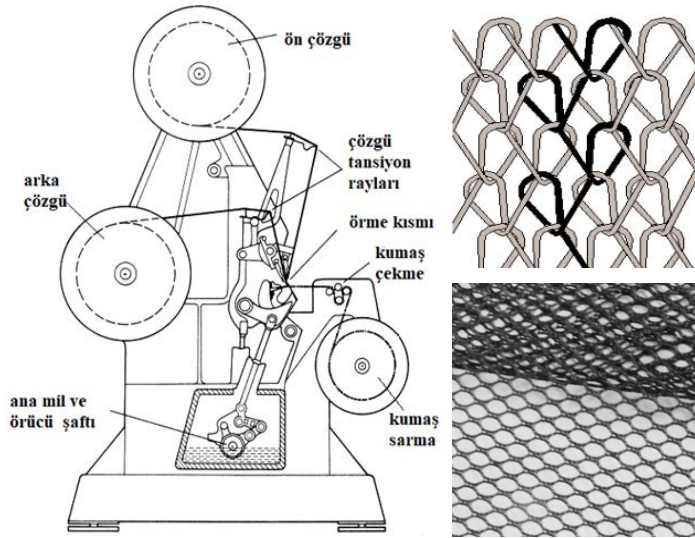 ön çözgü
çözgü
tansiyon
rayları
arka
çözgü
örme kısmı
kumaş
çekme
ana mil ve
örücü şaftı
kumaş
sarma